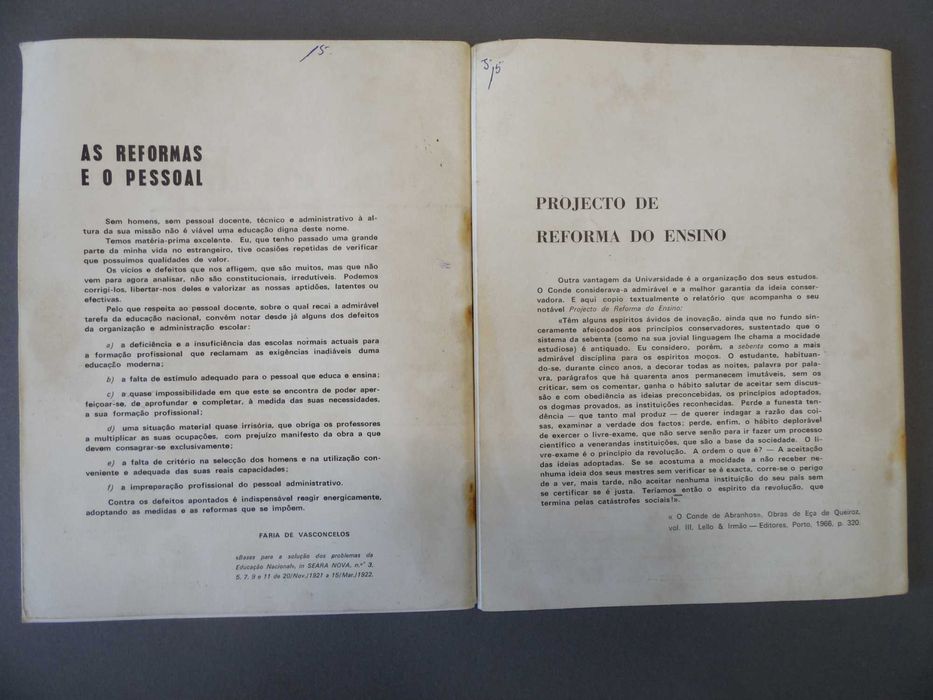 15
AS REFORMAS
E O PESSOAL
Sem homens, sem pessoal docente, técnico e administrativo à al-
tura da sua missão não é viável uma educação digna deste nome.
Temos matéria-prima excelente. Eu, que tenho passado uma grande
parte da minha vida no estrangeiro, tive ocasiões repetidas de verificar
que possuimos qualidades de valor.
Os vícios e defeitos que nos afligem, que são muitos, mas que não
vem para agora analisar, não são constitucionais, irredutiveis. Podemos
corrigi-los, libertar-nos deles e valorizar as nossas aptidões, latentes ou
efectivas.
Pelo que respeita ao pessoal docente, sobre o qual recai a admirável
tarefa da educação nacional, convém notar desde já alguns dos defeitos
da organização e administração escolar:
a) a deficiência e a insuficiência das escolas normais actuais para
a formação profissional que reclamam as exigências inadiáveis duma
educação moderna;
b) a falta de estimulo adequado para o pessoal que educa e ensina;
c) a quase impossibilidade em que este se encontra de poder aper-
feiçoar-se, de aprofundar e completar, à medida das suas necessidades,
a sua formação profissional;
d) uma situação material quase irrisória, que obriga os professores
a multiplicar as suas ocupações, com prejuízo manifesto da obra a que
devem consagrar-se exclusivamente;
e) a falta de critério na selecção dos homens e na utilização con-
veniente e adequada das suas reais capacidades;
f) a impreparação profissional do pessoal administrativo.
Contra os defeitos apontados é indispensável reagir energicamente,
adoptando as medidas e as reformas que se impõem.
FARIA DE VASCONCELOS
«Bases para a solução dos problemas da
Educação Nacional», in SEARA NOVA, n.º 3,
5, 7, 9 e 11 de 20/Nov./1921 a 15/Mar./1922.
PROJECTO DE
REFORMA DO ENSINO
Outra vantagem da Universidade é a organização dos seus estudos.
O Conde considerava-a admirável e a melhor garantia da ideia conser-
vadora. E aqui copio textualmente o relatório que acompanha o seu
notável Projecto de Reforma do Ensino:
«Têm alguns espiritos ávidos de inovação, ainda que no fundo sin-
ceramente afeiçoados aos princípios conservadores, sustentado que o
sistema da sebenta (como na sua jovial linguagem lhe chama a mocidade
estudiosa) é antiquado. Eu considero, porém, a sebenta como a mais
admirável disciplina para os espiritos moços. O estudante, habituan-
do-se, durante cinco anos, a decorar todas as noites, palavra por pala-
vra, parágrafos que há quarenta anos permanecem imutáveis, sem os
criticar, sem os comentar, ganha o hábito salutar de aceitar sem discus-
são e com obediência as ideias preconcebidas, os princípios adoptados,
os dogmas provados, as instituições reconhecidas. Perde a funesta ten-
dência — que tanto mal produz — de querer indagar a razão das coi-
sas, examinar a verdade dos factos; perde, enfim, o hábito deplorável
de exercer o livre-exame, que não serve senão para ir fazer um processo
cientifico a venerandas instituições, que são a base da sociedade. O li-
vre-exame é o princípio da revolução. A ordem o que é? — A aceitação
das ideias adoptadas. Se se acostuma a mocidade a não receber ne-
nhuma ideia dos seus mestres sem verificar se é exacta, corre-se o perigo
de a ver, mais tarde, não aceitar nenhuma instituição do seu país sem
se certificar se é justa. Teríamos então o espirito da revolução, que
termina pelas catástrofes sociais!».
« O Conde de Abranhos», Obras de Eça de Queiroz,
vol. III, Lello & Irmão — Editores, Porto, 1966, p. 320.